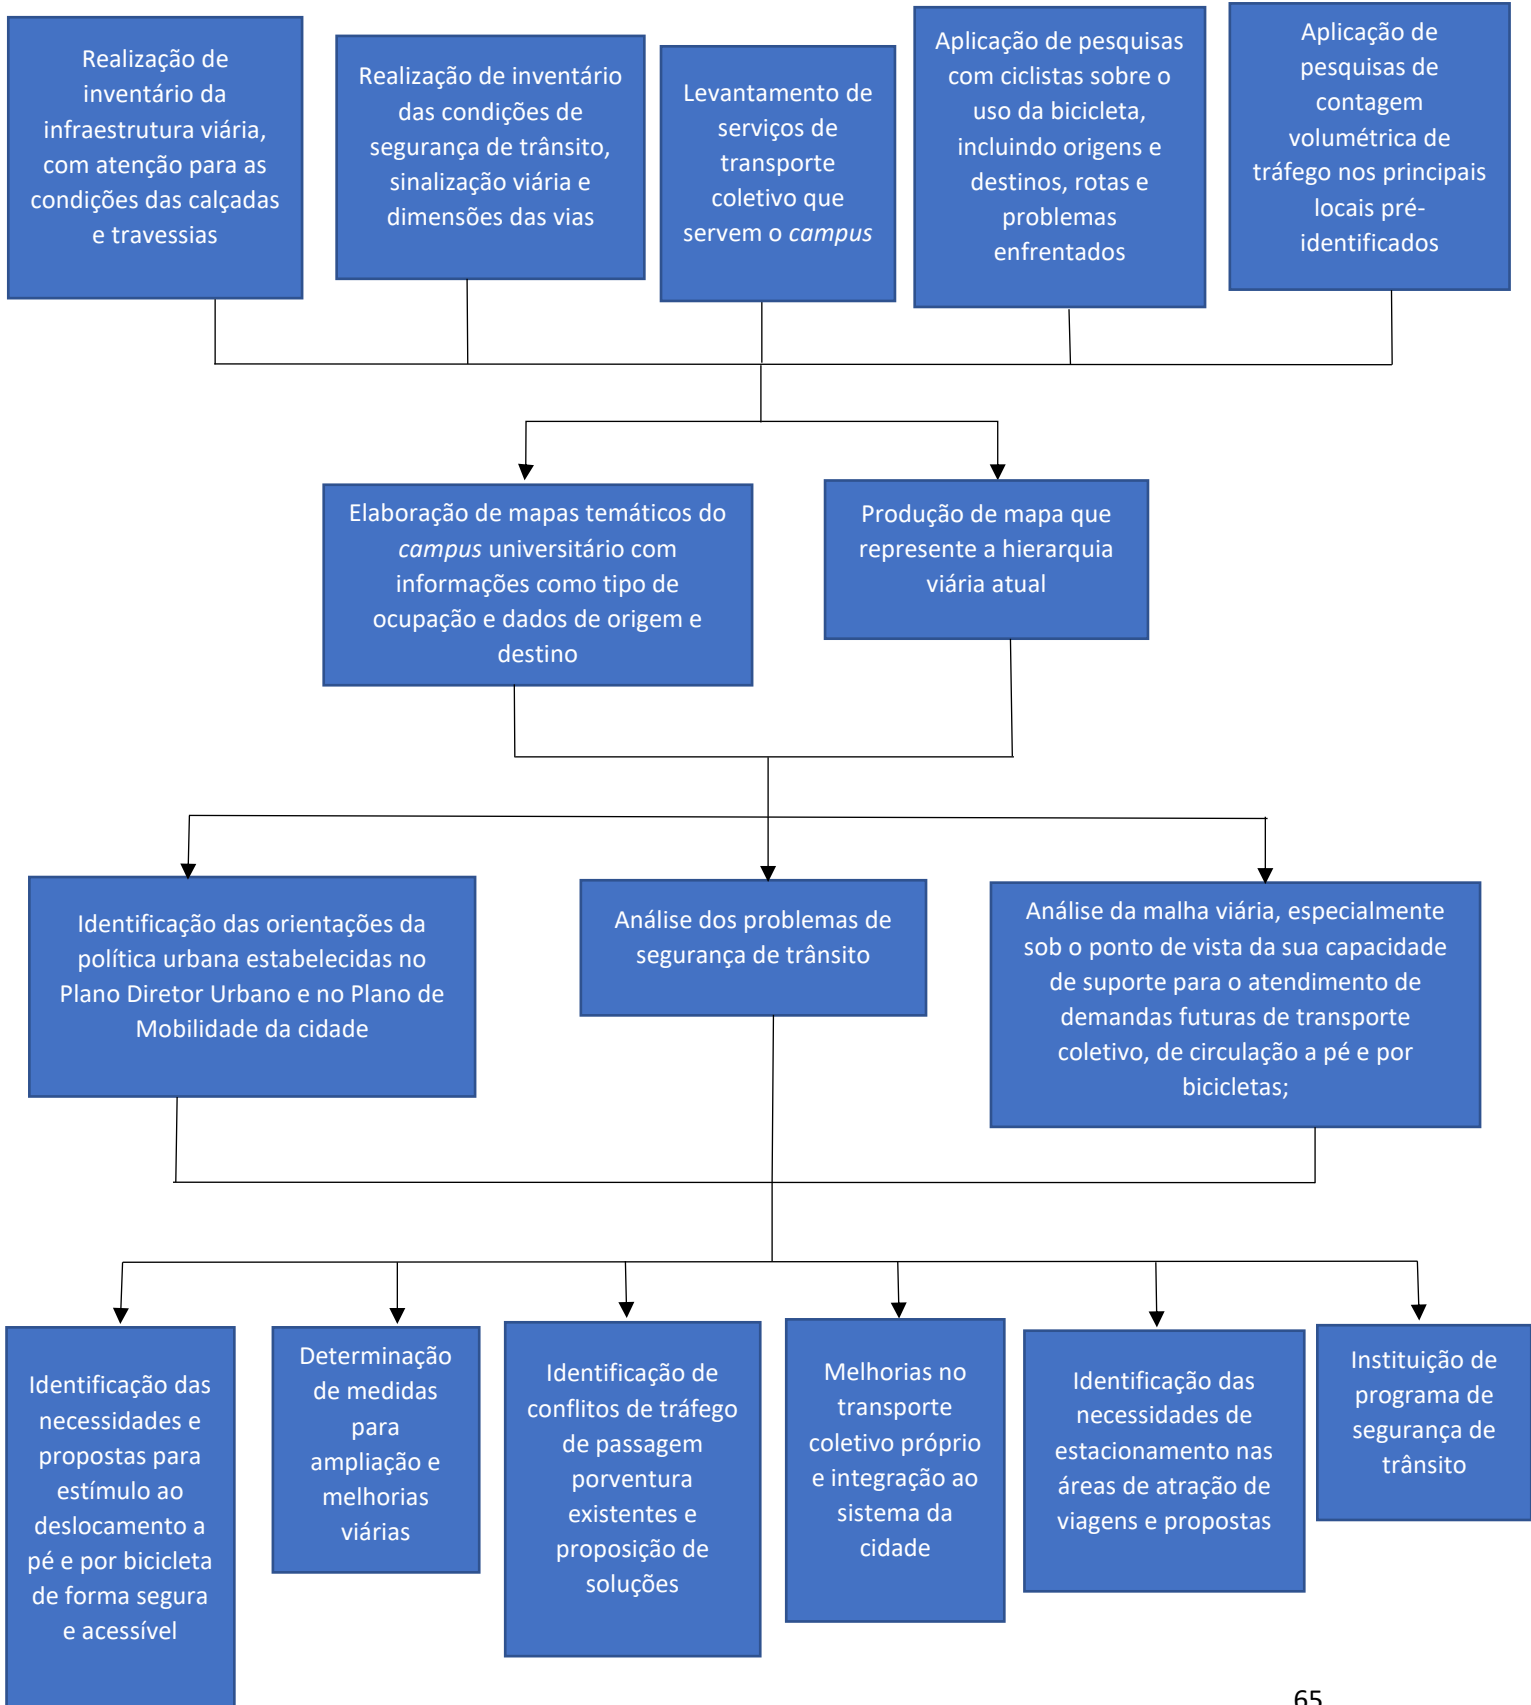 Realização de
inventário da
infraestrutura viária,
com atenção para as
condições das calçadas
e travessias
Realização de inventário
das condições de
segurança de trânsito,
sinalização viária e
dimensões das vias
Levantamento de
serviços de
transporte
coletivo que
servem o campus
Aplicação de pesquisas
com ciclistas sobre o
uso da bicicleta,
incluindo origens e
destinos, rotas e
problemas
enfrentados
Aplicação de
pesquisas de
contagem
volumétrica de
tráfego nos principais
locais pré-
identificados
Elaboração de mapas temáticos do
campus universitário com
informações como tipo de
ocupação e dados de origem e
destino
Produção de mapa que
represente a hierarquia
viária atual
Identificação das orientações da
política urbana estabelecidas no
Plano Diretor Urbano e no Plano de
Mobilidade da cidade
Análise dos problemas de
segurança de trânsito
Análise da malha viária, especialmente
sob o ponto de vista da sua capacidade
de suporte para o atendimento de
demandas futuras de transporte
coletivo, de circulação a pé e por
bicicletas;
Identificação das
necessidades e
propostas para
estímulo ao
deslocamento a
pé e por bicicleta
de forma segura
e acessível
Determinação
de medidas
para
ampliação e
melhorias
viárias
Identificação de
conflitos de tráfego
de passagem
porventura
existentes e
proposição de
soluções
Melhorias no
transporte
coletivo próprio
e integração ao
sistema da
cidade
Identificação das
necessidades de
estacionamento nas
áreas de atração de
viagens e propostas
Instituição de
programa de
segurança de
trânsito
65